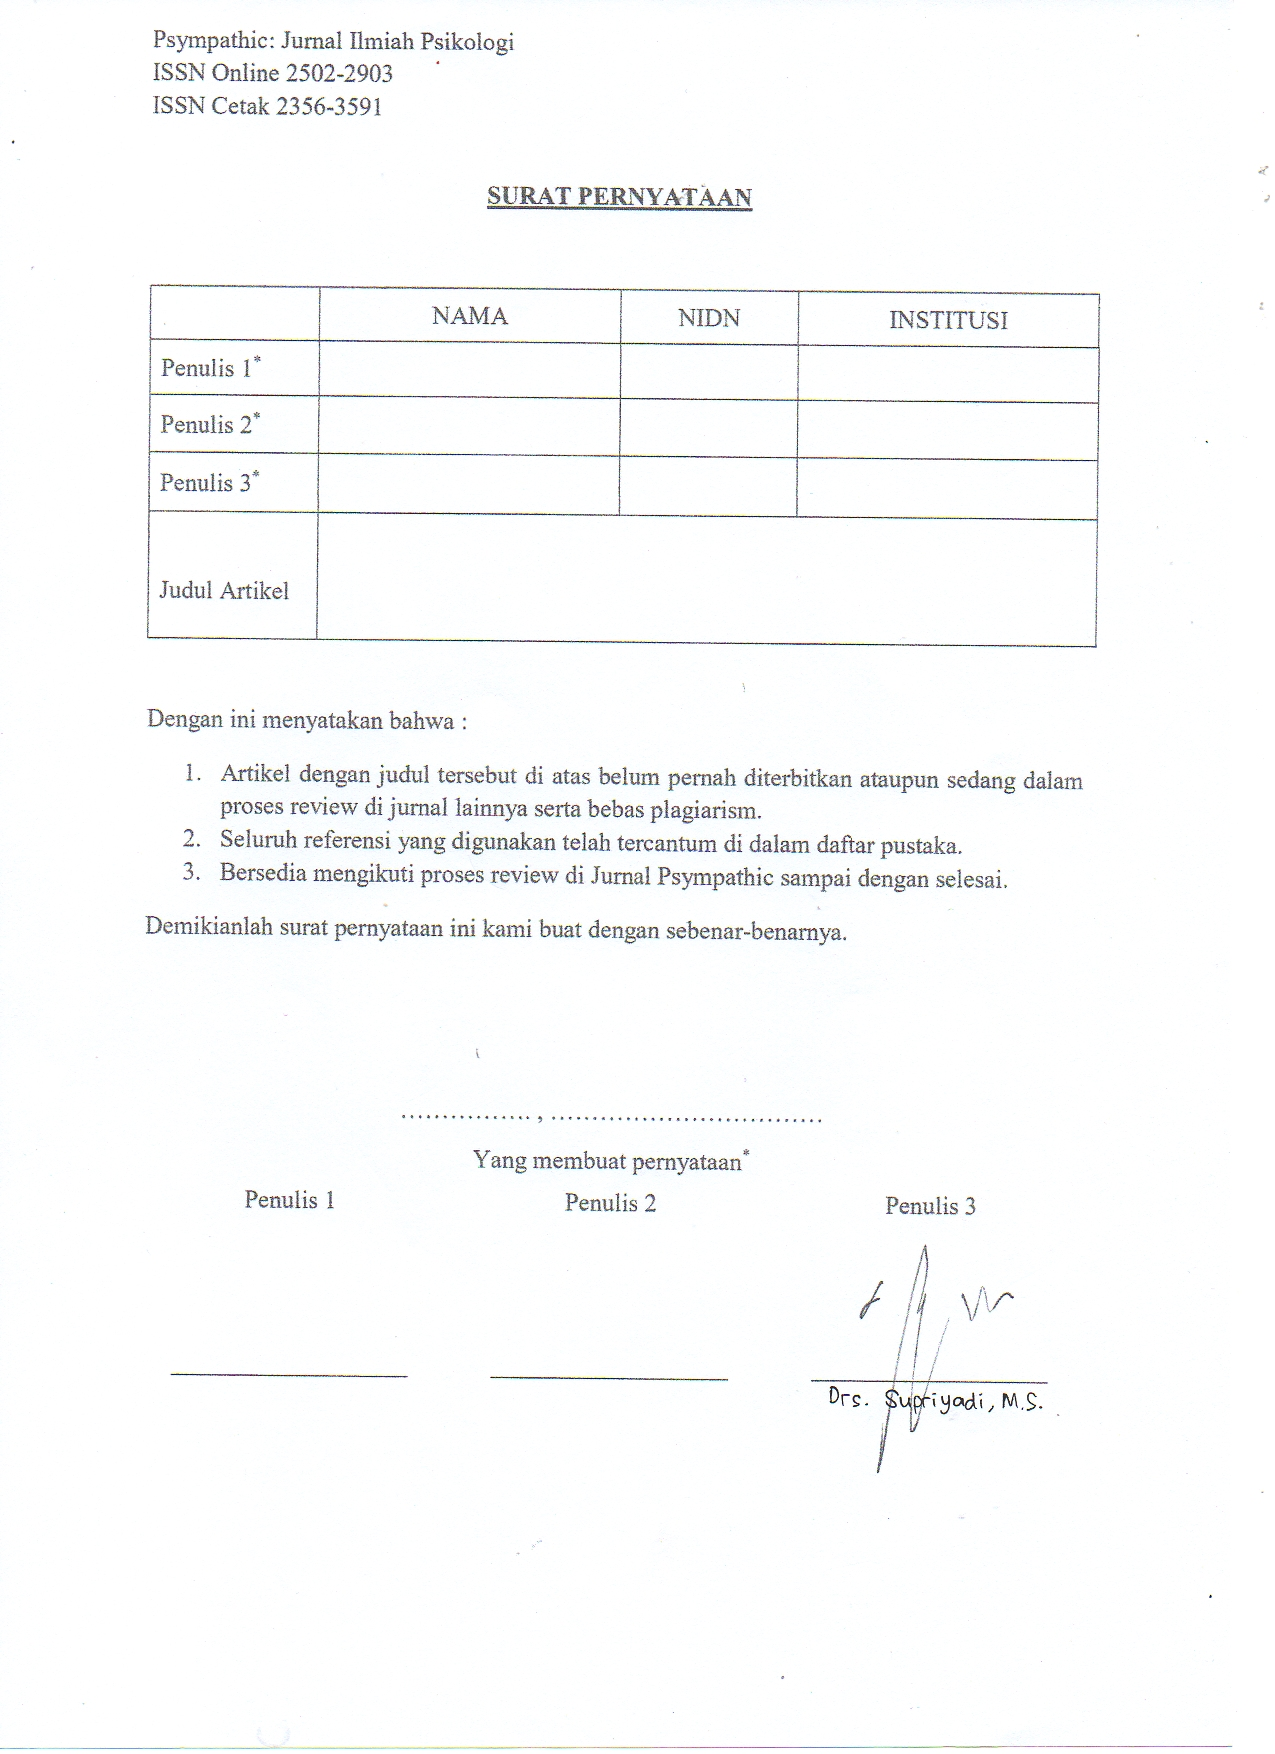 Psympathic: Jurnal Ilmiah Psikologi
ISSN Online 2502-2903
ISSN Cetak 2356-3591
SURAT PERNYATAAN
NAMA NIDN INSTITUSI
Penulis 1*
Penulis 2*
Penulis 3*
Judul Artikel
Dengan ini menyatakan bahwa :
1. Artikel dengan judul tersebut di atas belum pernah diterbitkan ataupun sedang dalam
proses review di jurnal lainnya serta bebas plagiarism.
2. Seluruh referensi yang digunakan telah tercantum di dalam daftar pustaka.
3. Bersedia mengikuti proses review di Jurnal Psympathic sampai dengan selesai.
Demikianlah surat pernyataan ini kami buat dengan sebenar-benarnya.
................ , .................................
Yang membuat pernyataan*
Penulis 1 Penulis 2 Penulis 3
Drs. Supriyadi, M.S.